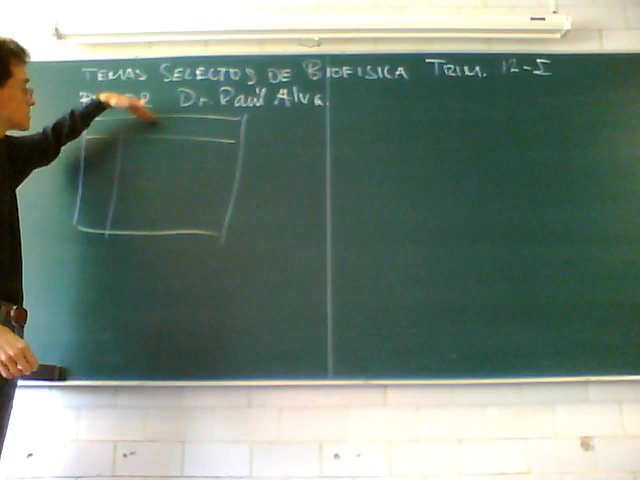 TEMAS SELECTOS DE BIOFISICA TRIM. 12-I
Dr. Raúl Alva.